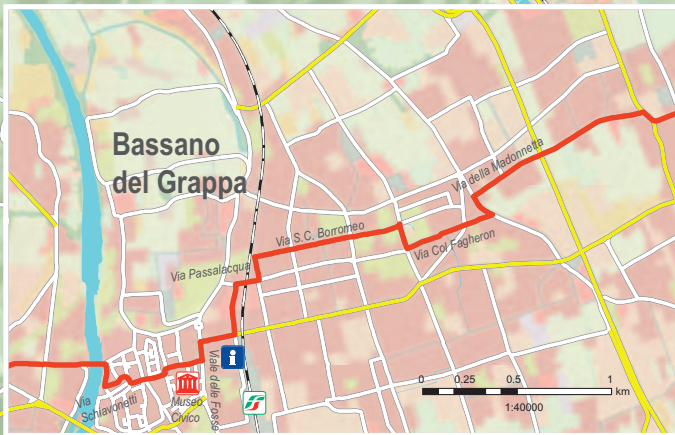 Bassano
del Grappa
Via della Madonnetta
Via S.C. Borromeo
Via Col Fagheron
Via Passalacqua
i
Viale delle Fosse
Via
Schiavonetti
Museo
Civico
0 0.25 0.5 1
km
1:40000